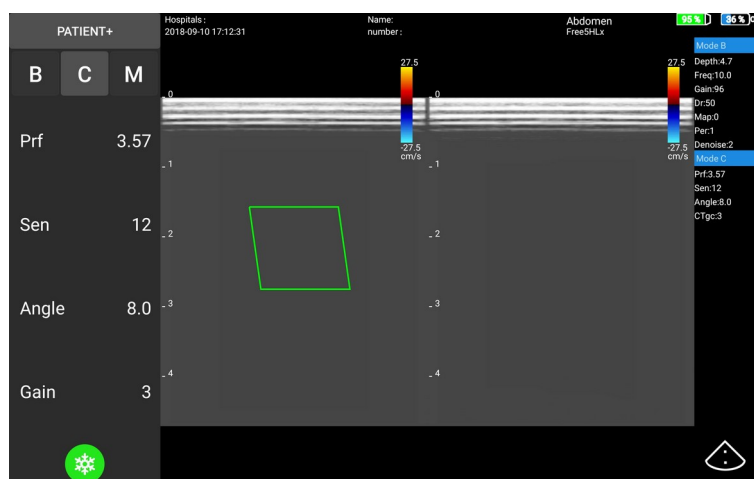 PATIENT+
B C M
Prf 3.57
Sen 12
Angle 8.0
Gain 3
Hospitals :
2018-09-10 17:12:31
Name:
number :
Abdomen
Free5HLx
95 %
36 %
0
1
2
3
4
27.5
-27.5
cm/s
0
1
2
3
4
27.5
-27.5
cm/s
Mode B
Depth:4.7
Freq:10.0
Gain:96
Dr:50
Map:0
Per:1
Denoise:2
Mode C
Prf:3.57
Sen:12
Angle:8.0
CTgc:3